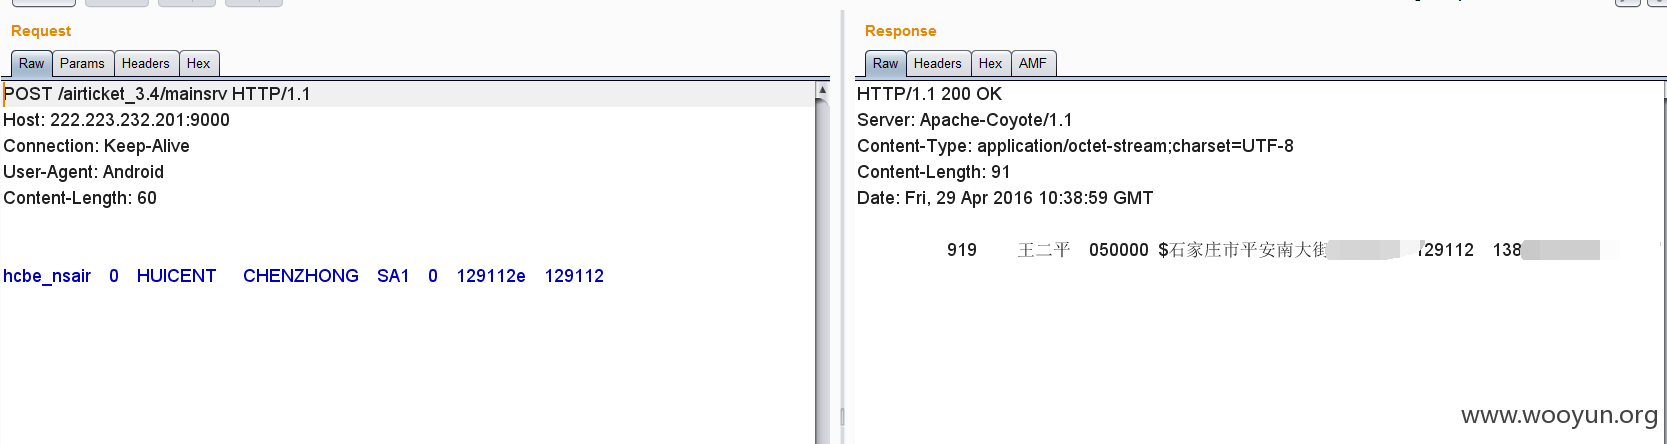 Request
Raw Params Headers Hex
POST /airticket_3.4/mainsrv HTTP/1.1
Host: 222.223.232.201:9000
Connection: Keep-Alive
User-Agent: Android
Content-Length: 60
hcbe_nsair 0 HUICENT CHENZHONG SA1 0 129112e 129112
Response
Raw Headers Hex AMF
HTTP/1.1 200 OK
Server: Apache-Coyote/1.1
Content-Type: application/octet-stream;charset=UTF-8
Content-Length: 91
Date: Fri, 29 Apr 2016 10:38:59 GMT
919 王二平 050000 $石家庄市平安南大街 129112 138
www.wooyun.org